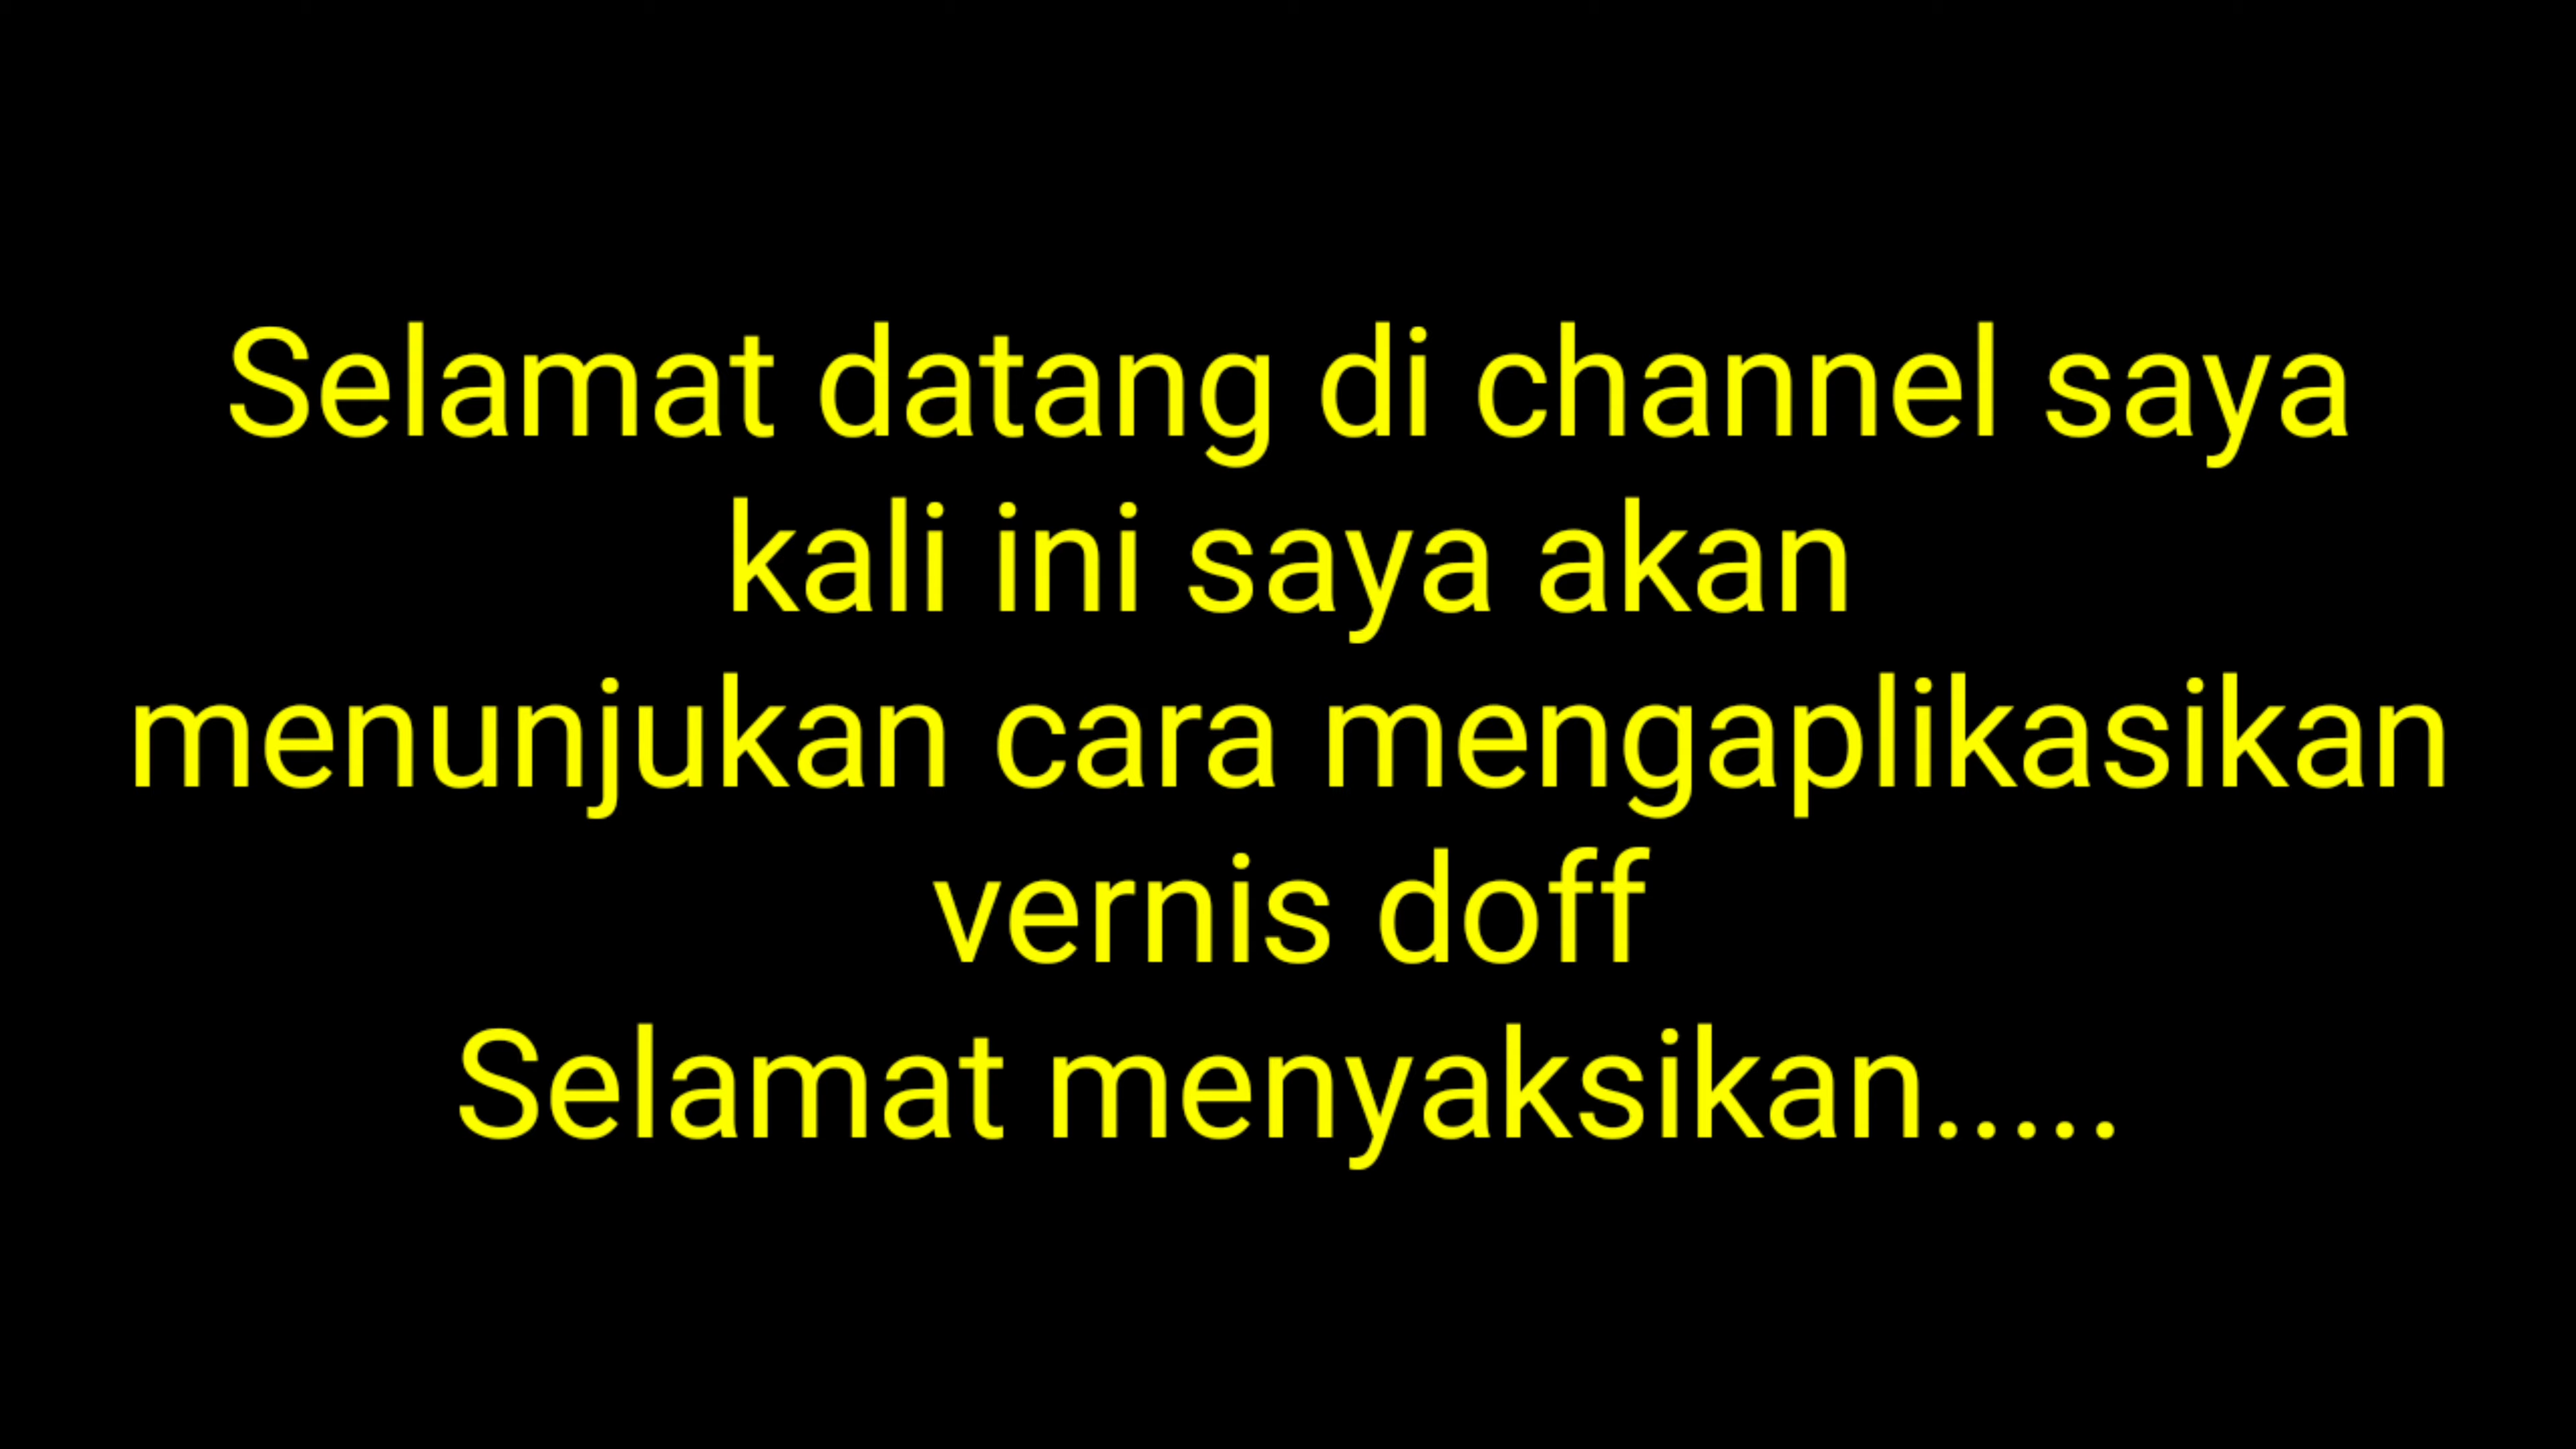 Selamat datang di channel saya
kali ini saya akan
menunjukan cara mengaplikasikan
vernis doff
Selamat menyaksikan.....